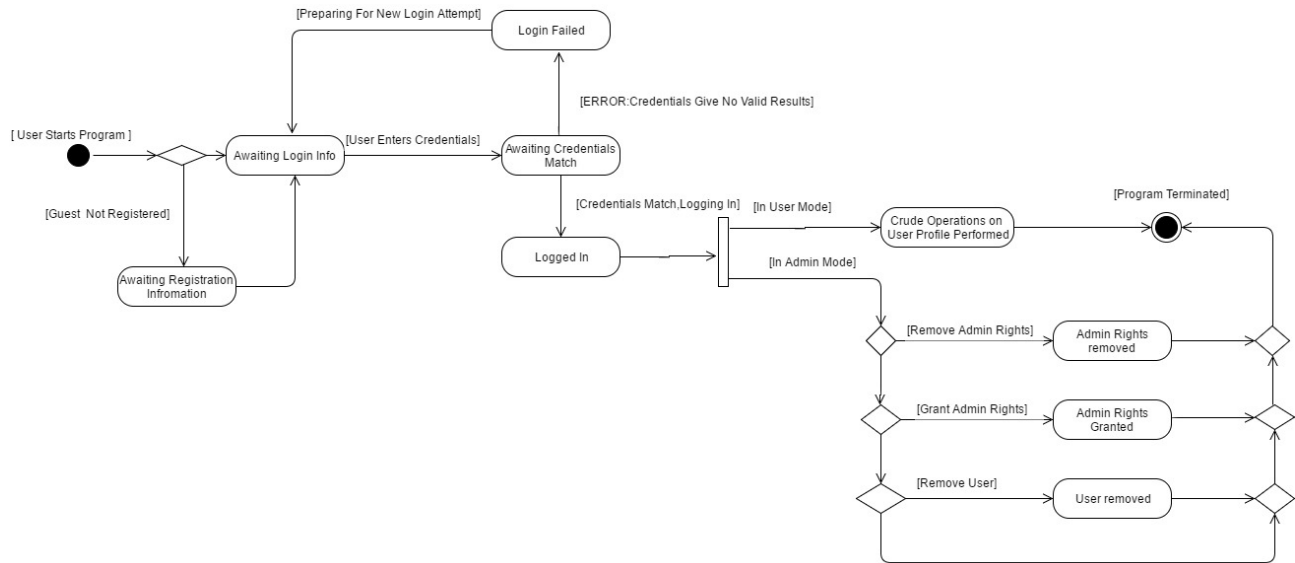 [Preparing For New Login Attempt]
Login Failed
[ERROR:Credentials Give No Valid Results]
[ User Starts Program ]
Awaiting Login Info
[User Enters Credentials]
Awaiting Credentials
Match
[Guest  Not Registered]
Awaiting Registration
Infromation
[Credentials Match,Logging In]
Logged In
[In User Mode]
Crude Operations on
User Profile Performed
[Program Terminated]
[In Admin Mode]
[Remove Admin Rights]
Admin Rights
removed
[Grant Admin Rights]
Admin Rights
Granted
[Remove User]
User removed